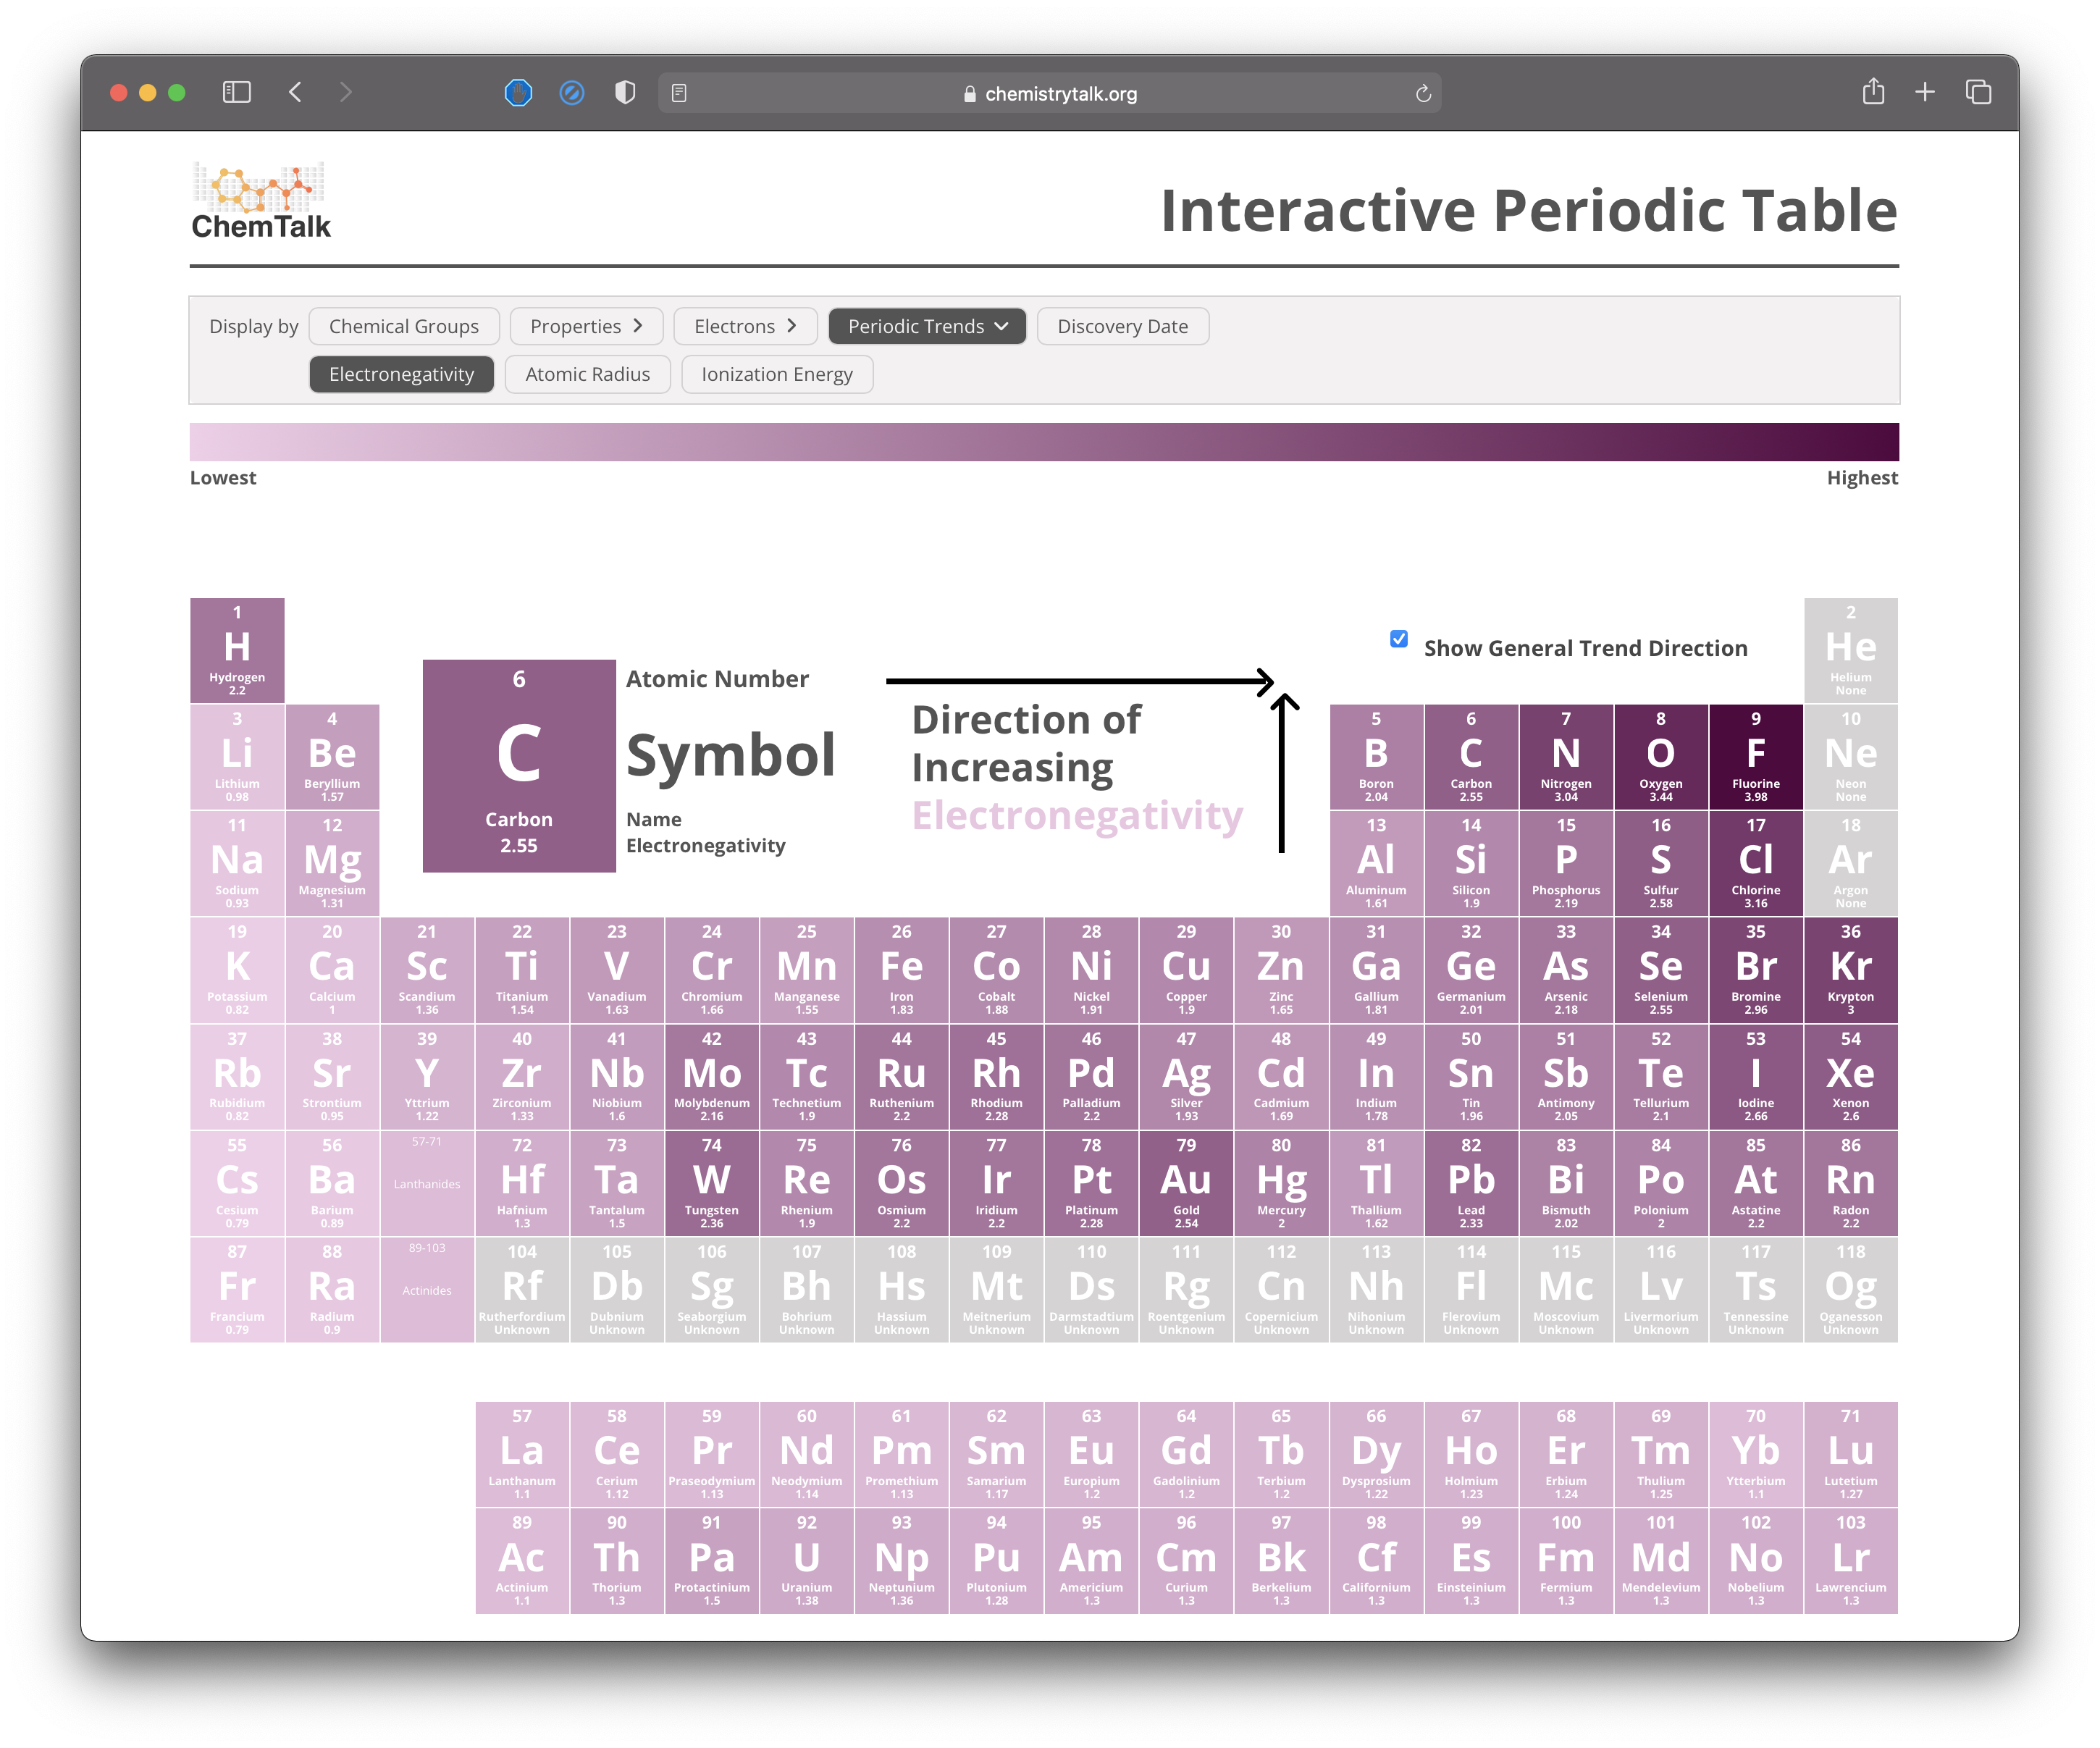 chemistrytalk.org
ChemTalk
Interactive Periodic Table
Display by Chemical Groups Properties Electrons Periodic Trends Discovery Date
Electronegativity Atomic Radius Ionization Energy
Lowest Highest
1 2
H He
Hydrogen Helium
2.2 None
Show General Trend Direction
6 Atomic Number
C Symbol
Carbon Name
2.55 Electronegativity
Direction of
Increasing
Electronegativity
3 4 5 6 7 8 9 10
Li Be B C N O F Ne
Lithium Beryllium Boron Carbon Nitrogen Oxygen Fluorine Neon
0.98 1.57 2.04 2.55 3.04 3.44 3.98 None
11 12 13 14 15 16 17 18
Na Mg Al Si P S Cl Ar
Sodium Magnesium Aluminum Silicon Phosphorus Sulfur Chlorine Argon
0.93 1.31 1.61 1.9 2.19 2.58 3.16 None
19 20 21 22 23 24 25 26 27 28 29 30 31 32 33 34 35 36
K Ca Sc Ti V Cr Mn Fe Co Ni Cu Zn Ga Ge As Se Br Kr
Potassium Calcium Scandium Titanium Vanadium Chromium Manganese Iron Cobalt Nickel Copper Zinc Gallium Germanium Arsenic Selenium Bromine Krypton
0.82 1 1.36 1.54 1.63 1.66 1.55 1.83 1.88 1.91 1.9 1.65 1.81 2.01 2.18 2.55 2.96 3
37 38 39 40 41 42 43 44 45 46 47 48 49 50 51 52 53 54
Rb Sr Y Zr Nb Mo Tc Ru Rh Pd Ag Cd In Sn Sb Te I Xe
Rubidium Strontium Yttrium Zirconium Niobium Molybdenum Technetium Ruthenium Rhodium Palladium Silver Cadmium Indium Tin Antimony Tellurium Iodine Xenon
0.82 0.95 1.22 1.33 1.6 2.16 1.9 2.2 2.28 2.2 1.93 1.69 1.78 1.96 2.05 2.1 2.66 2.6
55 56 57-71 72 73 74 75 76 77 78 79 80 81 82 83 84 85 86
Cs Ba Lanthanides Hf Ta W Re Os Ir Pt Au Hg Tl Pb Bi Po At Rn
Cesium Barium Hafnium Tantalum Tungsten Rhenium Osmium Iridium Platinum Gold Mercury Thallium Lead Bismuth Polonium Astatine Radon
0.79 0.89 1.3 1.5 2.36 1.9 2.2 2.2 2.28 2.54 2 1.62 2.33 2.02 2 2.2 2.2
87 88 89-103 104 105 106 107 108 109 110 111 112 113 114 115 116 117 118
Fr Ra Actinides Rf Db Sg Bh Hs Mt Ds Rg Cn Nh Fl Mc Lv Ts Og
Francium Radium Rutherfordium Dubnium Seaborgium Bohrium Hassium Meitnerium Darmstadtium Roentgenium Copernicium Nihonium Flerovium Moscovium Livermorium Tennessine Oganesson
0.79 0.9 Unknown Unknown Unknown Unknown Unknown Unknown Unknown Unknown Unknown Unknown Unknown Unknown Unknown Unknown Unknown
57 58 59 60 61 62 63 64 65 66 67 68 69 70 71
La Ce Pr Nd Pm Sm Eu Gd Tb Dy Ho Er Tm Yb Lu
Lanthanum Cerium Praseodymium Neodymium Promethium Samarium Europium Gadolinium Terbium Dysprosium Holmium Erbium Thulium Ytterbium Lutetium
1.1 1.12 1.13 1.14 1.13 1.17 1.2 1.2 1.2 1.22 1.23 1.24 1.25 1.1 1.27
89 90 91 92 93 94 95 96 97 98 99 100 101 102 103
Ac Th Pa U Np Pu Am Cm Bk Cf Es Fm Md No Lr
Actinium Thorium Protactinium Uranium Neptunium Plutonium Americium Curium Berkelium Californium Einsteinium Fermium Mendelevium Nobelium Lawrencium
1.1 1.3 1.5 1.38 1.36 1.28 1.3 1.3 1.3 1.3 1.3 1.3 1.3 1.3 1.3